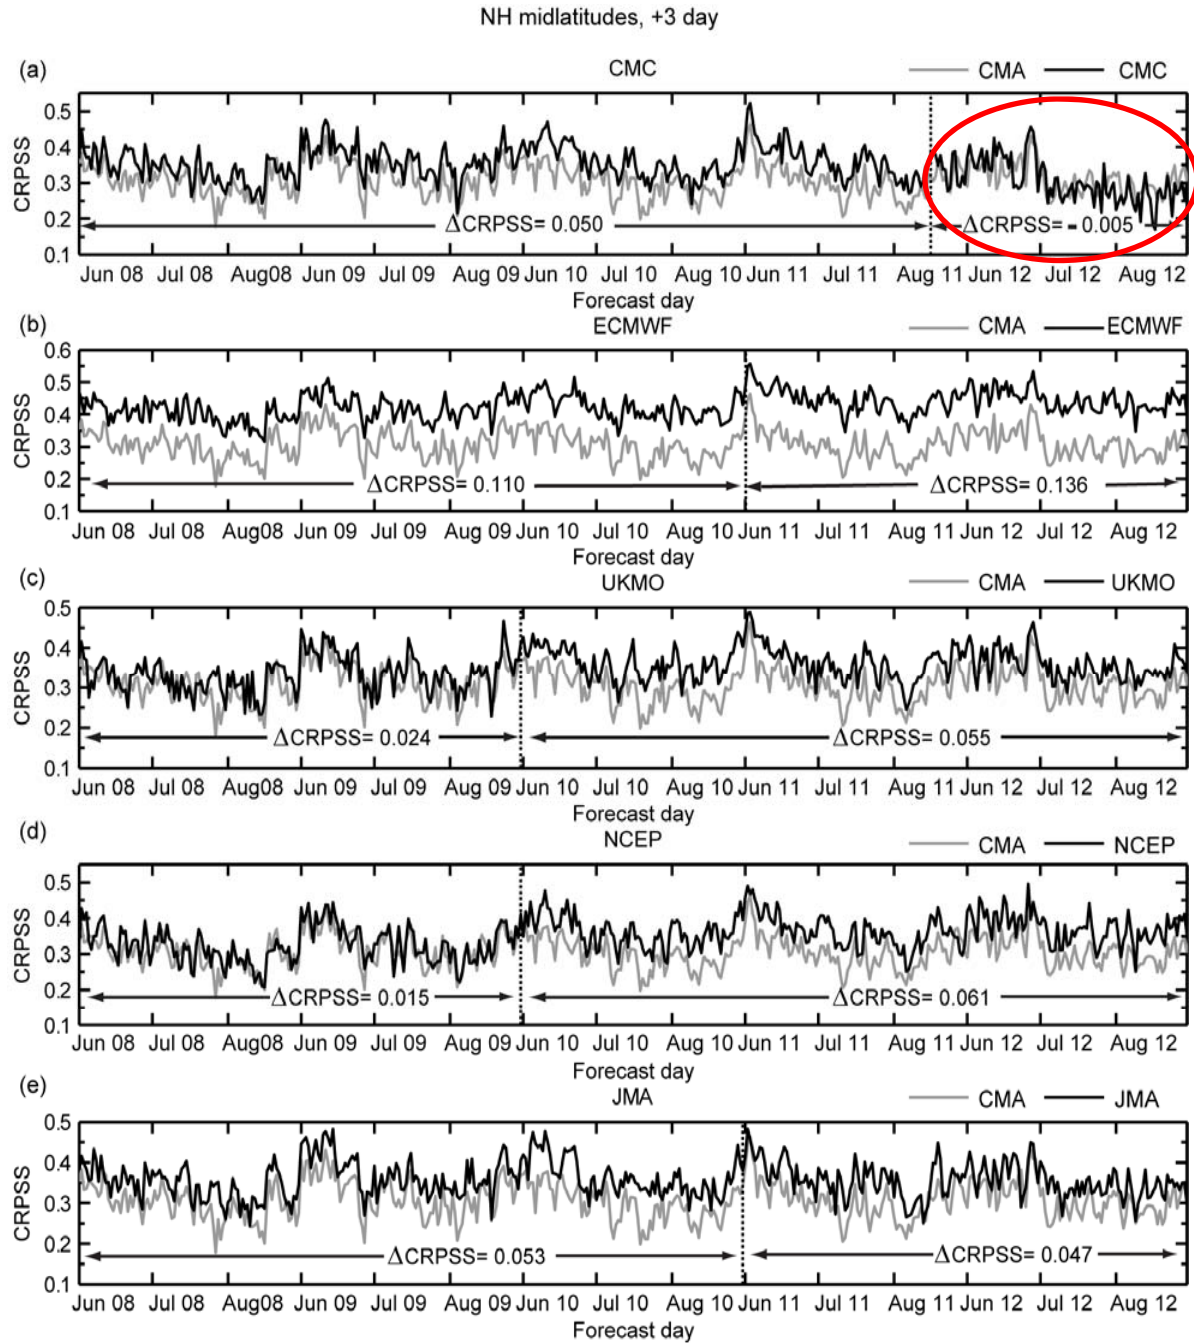 NH midlatitudes, +3 day
(a)
CMC
CMA CMC
0.5
0.4
0.3
0.2
0.1
CRPSS
ΔCRPSS= 0.050
ΔCRPSS= - 0.005
Jun 08 Jul 08 Aug08 Jun 09 Jul 09 Aug 09 Jun 10 Jul 10 Aug 10 Jun 11 Jul 11 Aug 11 Jun 12 Jul 12 Aug 12
Forecast day
(b)
ECMWF
CMA ECMWF
0.6
0.5
0.4
0.3
0.2
0.1
CRPSS
ΔCRPSS= 0.110
ΔCRPSS= 0.136
Jun 08 Jul 08 Aug08 Jun 09 Jul 09 Aug 09 Jun 10 Jul 10 Aug 10 Jun 11 Jul 11 Aug 11 Jun 12 Jul 12 Aug 12
Forecast day
(c)
UKMO
CMA UKMO
0.5
0.4
0.3
0.2
0.1
CRPSS
ΔCRPSS= 0.024
ΔCRPSS= 0.055
Jun 08 Jul 08 Aug08 Jun 09 Jul 09 Aug 09 Jun 10 Jul 10 Aug 10 Jun 11 Jul 11 Aug 11 Jun 12 Jul 12 Aug 12
Forecast day
(d)
NCEP
CMA NCEP
0.5
0.4
0.3
0.2
0.1
CRPSS
ΔCRPSS= 0.015
ΔCRPSS= 0.061
Jun 08 Jul 08 Aug08 Jun 09 Jul 09 Aug 09 Jun 10 Jul 10 Aug 10 Jun 11 Jul 11 Aug 11 Jun 12 Jul 12 Aug 12
Forecast day
(e)
JMA
CMA JMA
0.5
0.4
0.3
0.2
0.1
CRPSS
ΔCRPSS= 0.053
ΔCRPSS= 0.047
Jun 08 Jul 08 Aug08 Jun 09 Jul 09 Aug 09 Jun 10 Jul 10 Aug 10 Jun 11 Jul 11 Aug 11 Jun 12 Jul 12 Aug 12
Forecast day